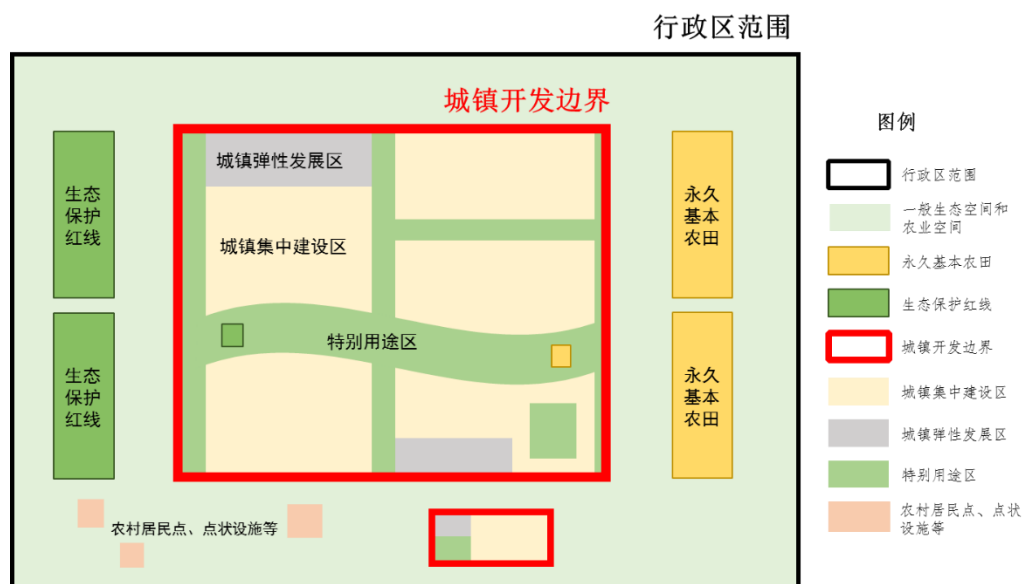 行政区范围
城镇开发边界
城镇弹性发展区
生态
保护
红线
永久
基本
农田
城镇集中建设区
特别用途区
生态
保护
红线
永久
基本
农田
农村居民点、点状设施等
图例
行政区范围
一般生态空间和
农业空间
永久基本农田
生态保护红线
城镇开发边界
城镇集中建设区
城镇弹性发展区
特别用途区
农村居民点、点状
设施等